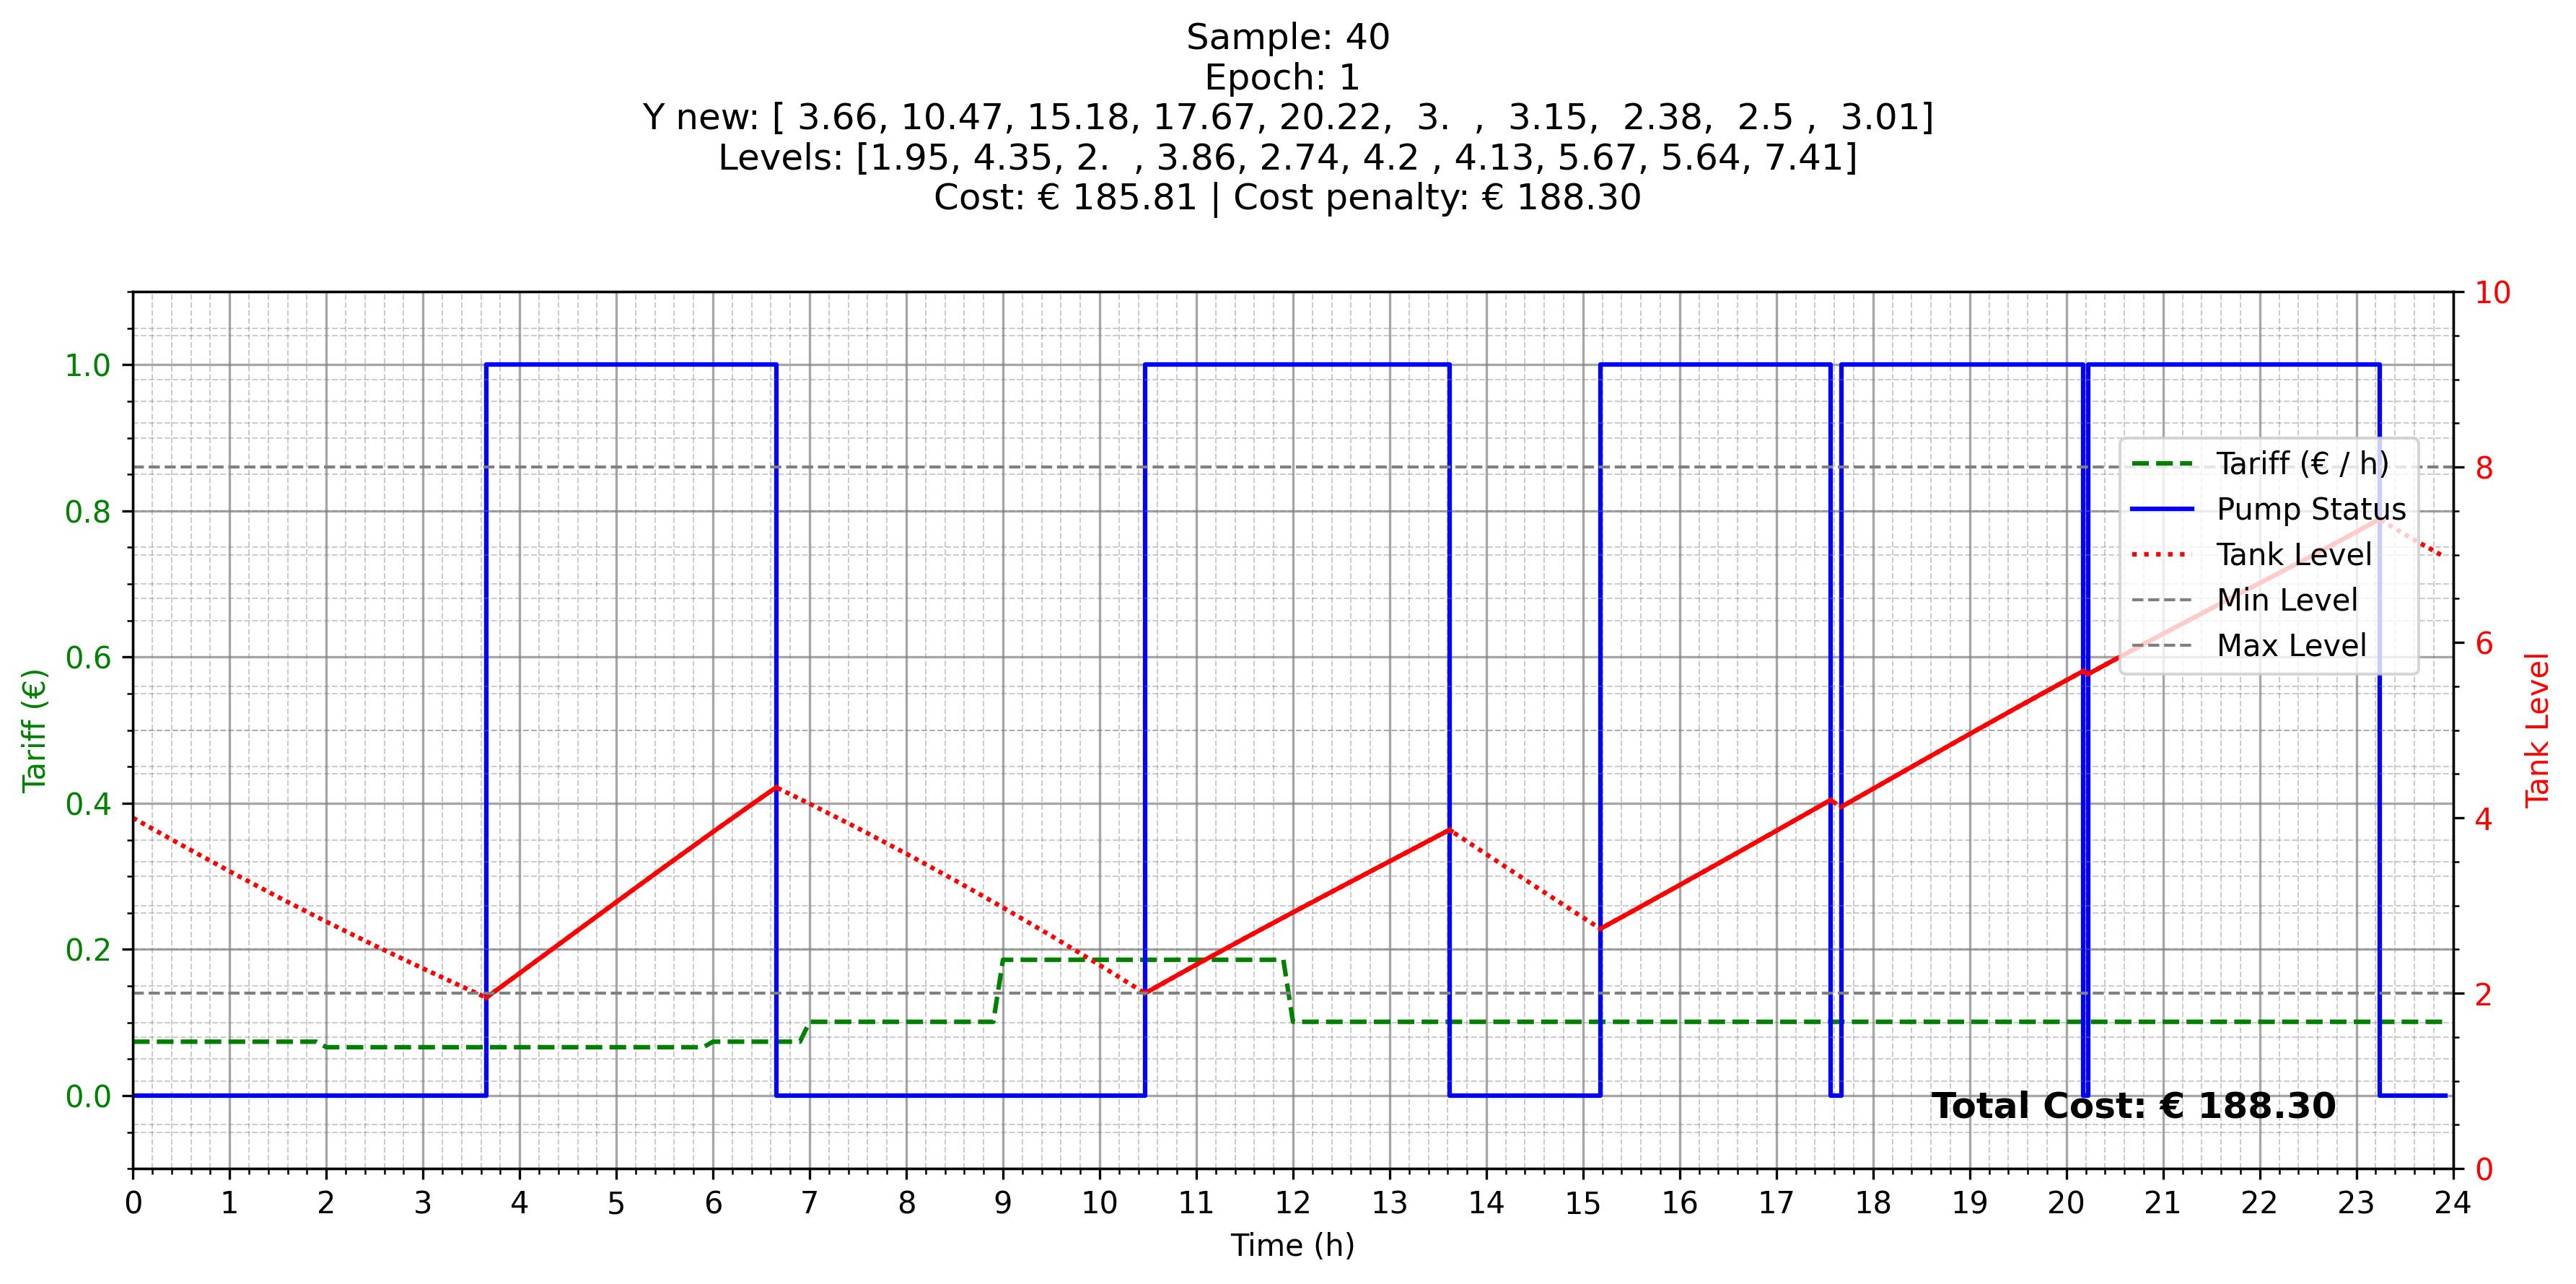 Sample: 40
Epoch: 1
Y new: [ 3.66, 10.47, 15.18, 17.67, 20.22,  3.  ,  3.15,  2.38,  2.5 ,  3.01]
Levels: [1.95, 4.35, 2.  , 3.86, 2.74, 4.2 , 4.13, 5.67, 5.64, 7.41]
Cost: € 185.81 | Cost penalty: € 188.30
10
1.0
8
0.8
6
0.6
4
0.4
0.2
2
0.0
0
Tariff (€)
Tank Level
Tariff (€ / h)
Pump Status
Tank Level
Min Level
Max Level
Total Cost: € 188.30
0 1 2 3 4 5 6 7 8 9 10 11 12 13 14 15 16 17 18 19 20 21 22 23 24
Time (h)